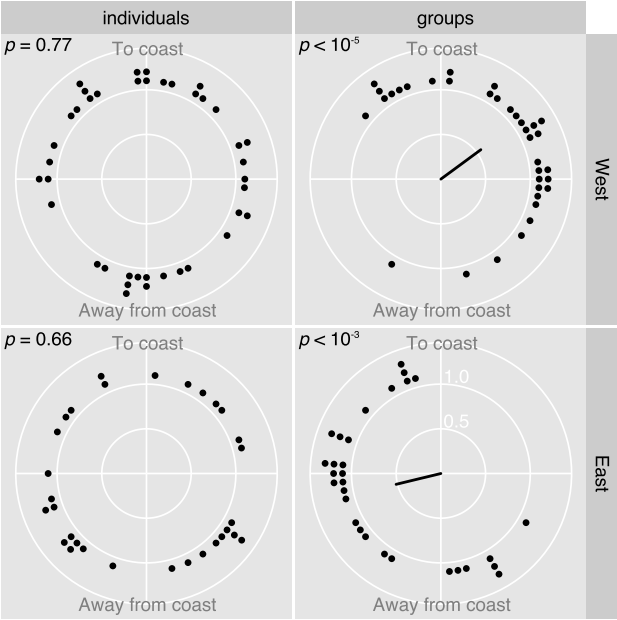 individuals
groups
p = 0.77
To coast
p < 10-5
To coast
West
Away from coast
Away from coast
p = 0.66
To coast
p < 10-3
To coast
1.0
0.5
East
Away from coast
Away from coast